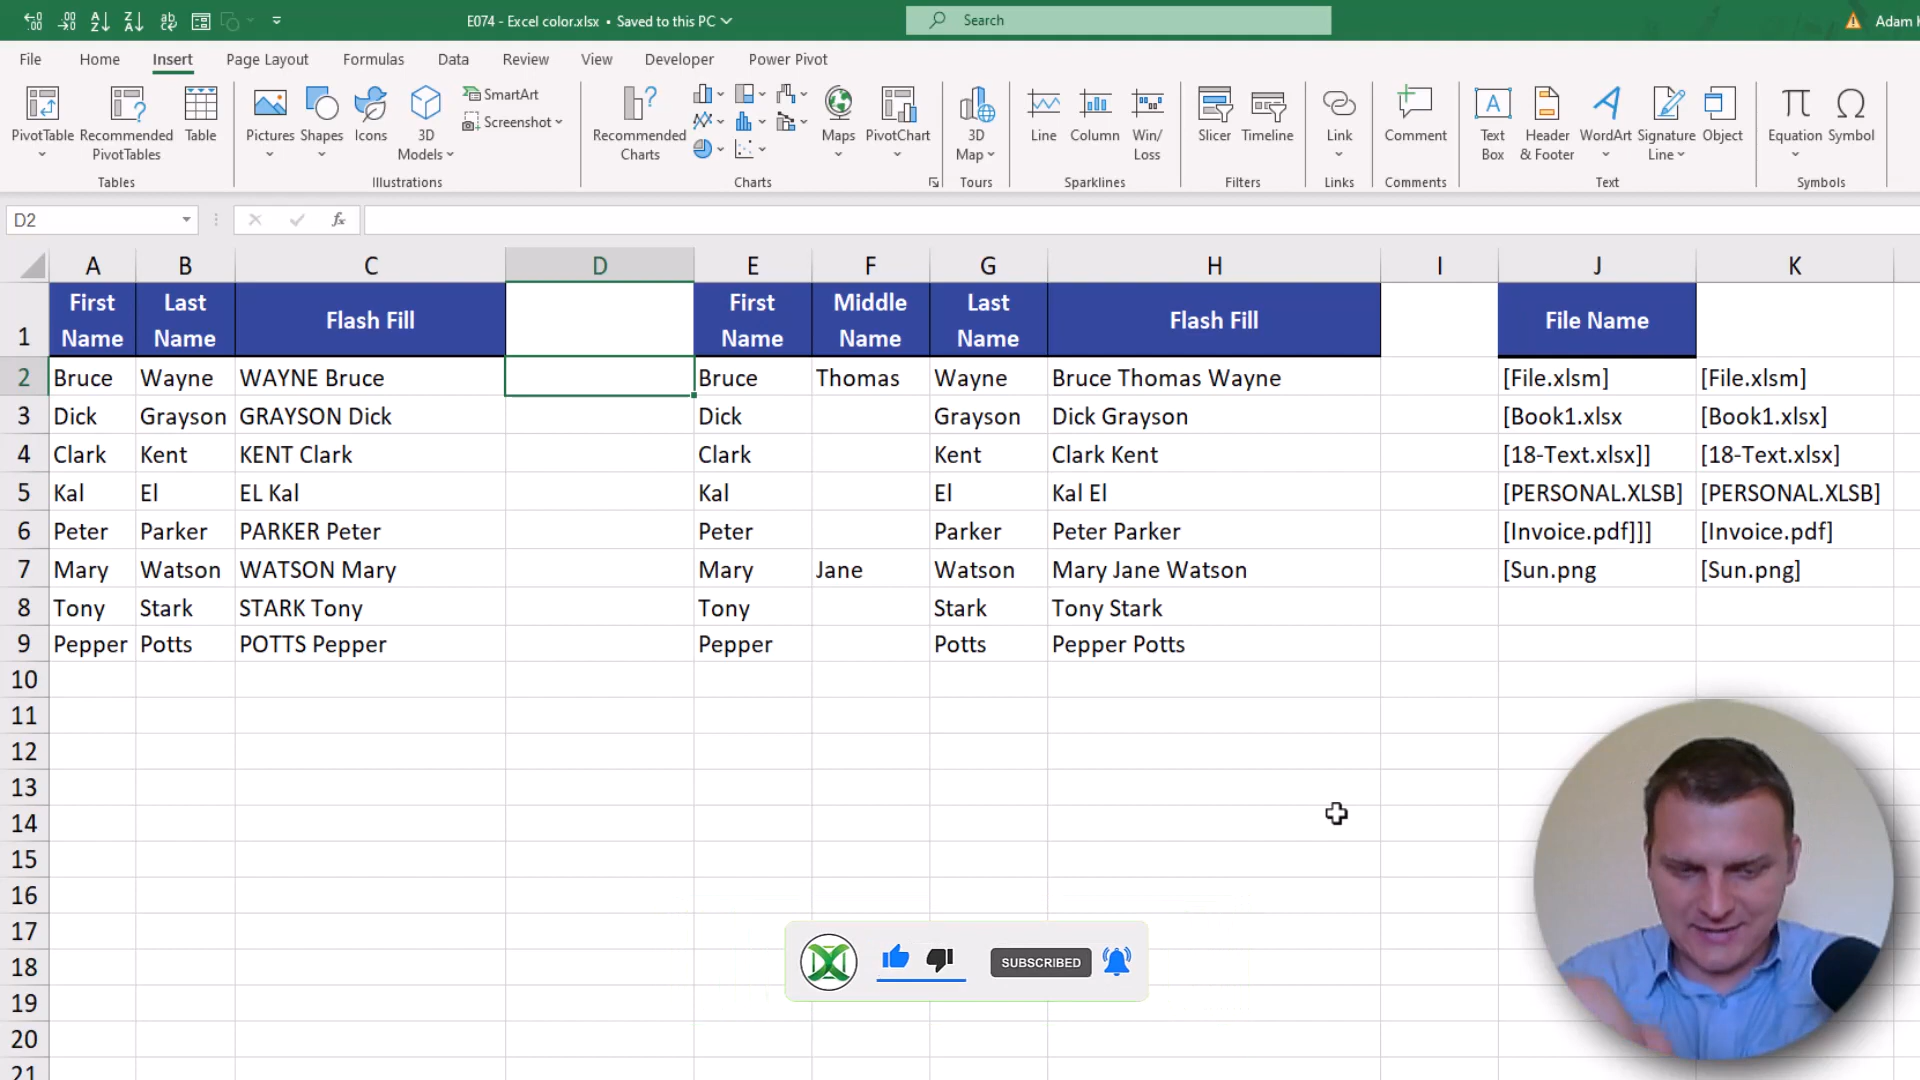 E074 - Excel color.xlsx • Saved to this PC
Search
Adam
File Home Insert Page Layout Formulas Data Review View Developer Power Pivot
PivotTable
Recommended PivotTables
Table
Pictures
Shapes
Icons
3D Models
SmartArt
Screenshot
Recommended Charts
Maps
PivotChart
3D Map
Line
Column
Win/ Loss
Slicer
Timeline
Link
Comment
Text Box
Header & Footer
WordArt
Signature Line
Object
Equation
Symbol
Tables Illustrations Charts Tours Sparklines Filters Links Comments Text Symbols
D2 fx
A B C D E F G H I J K
1 First Name Last Name Flash Fill First Name Middle Name Last Name Flash Fill File Name
2 Bruce Wayne WAYNE Bruce Bruce Thomas Wayne Bruce Thomas Wayne [File.xlsm] [File.xlsm]
3 Dick Grayson GRAYSON Dick Dick Grayson Dick Grayson [Book1.xlsx [Book1.xlsx]
4 Clark Kent KENT Clark Clark Kent Clark Kent [18-Text.xlsx]] [18-Text.xlsx]
5 Kal El EL Kal Kal El Kal El [PERSONAL.XLSB] [PERSONAL.XLSB]
6 Peter Parker PARKER Peter Peter Parker Peter Parker [Invoice.pdf]]] [Invoice.pdf]
7 Mary Watson WATSON Mary Mary Jane Watson Mary Jane Watson [Sun.png [Sun.png]
8 Tony Stark STARK Tony Tony Stark Tony Stark
9 Pepper Potts POTTS Pepper Pepper Potts Pepper Potts
10
11
12
13
14
15
16
17
18
SUBSCRIBED
19
20
21